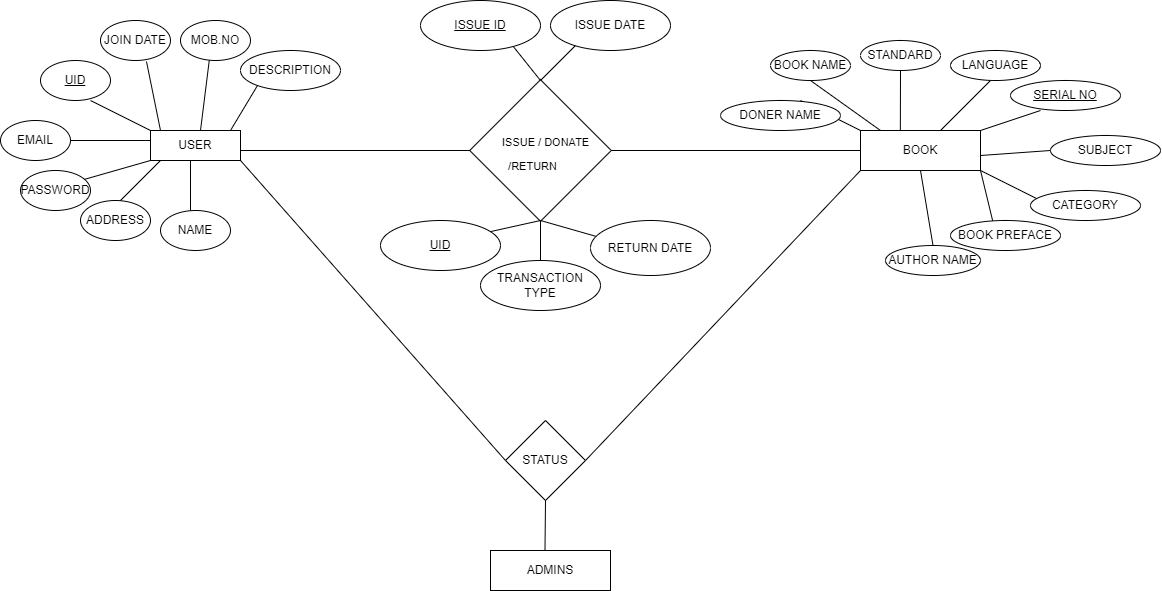 ISSUE ID
ISSUE DATE
JOIN DATE
MOB.NO
DESCRIPTION
UID
EMAIL
USER
PASSWORD
ADDRESS
NAME
ISSUE / DONATE
/RETURN
UID
TRANSACTION
TYPE
RETURN DATE
BOOK NAME
STANDARD
LANGUAGE
SERIAL NO
DONER NAME
BOOK
SUBJECT
CATEGORY
BOOK PREFACE
AUTHOR NAME
STATUS
ADMINS